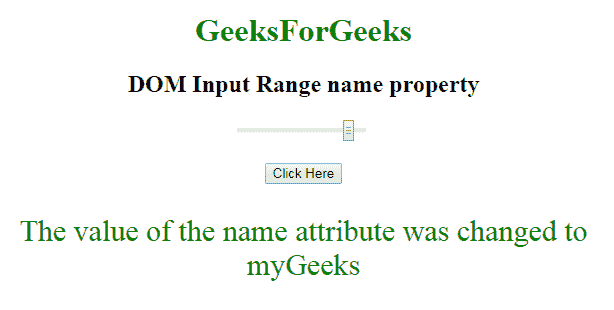 GeeksForGeeks
DOM Input Range name property
Click Here
The value of the name attribute was changed to
myGeeks